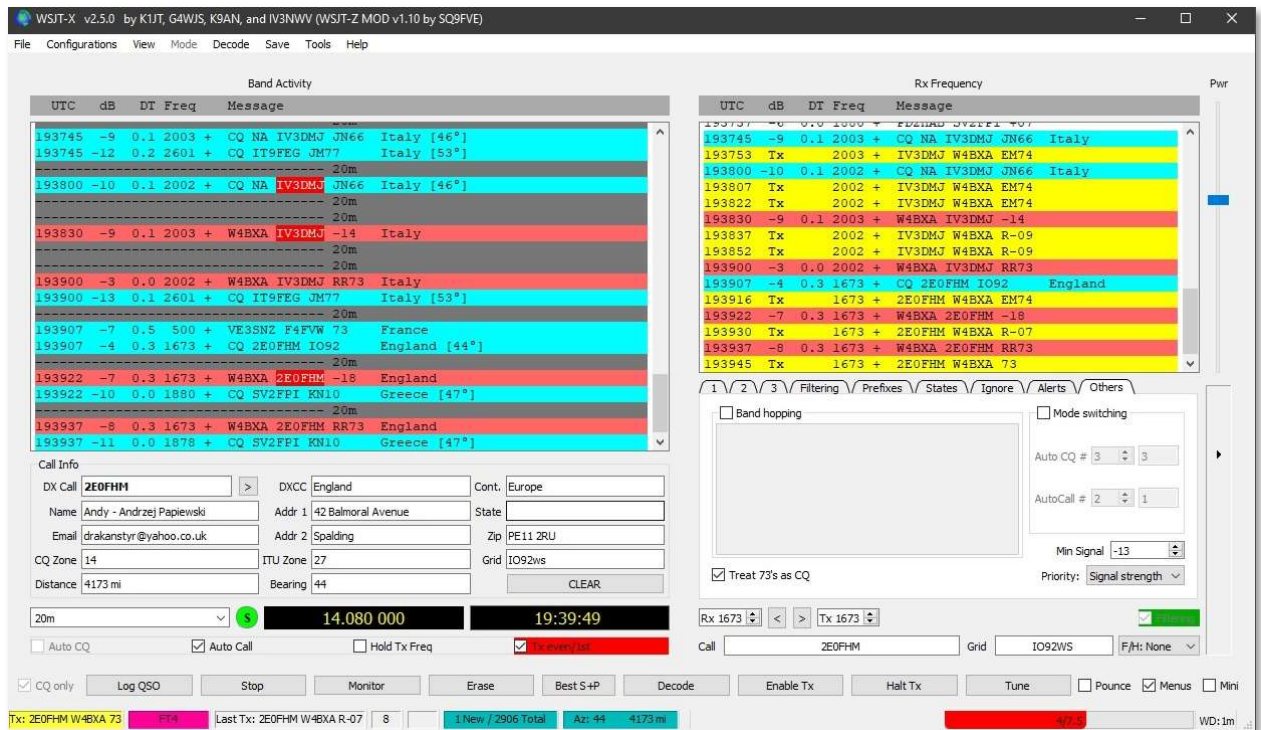 WSJT-X v2.5.0 by K1JT, G4WJS, K9AN, and IV3NWV (WSJT-Z MOD v1.10 by SQ9FVE)
File Configurations View Mode Decode Save Tools Help
Band Activity
UTC dB DT Freq Message
193745 -9 0.1 2003 + CQ NA IV3DMJ JN66 Italy [46°]
193745 -12 0.2 2601 + CQ IT9FEG JM77 Italy [53°]
------------------------------ 20m
193800 -10 0.1 2002 + CQ NA IV3DMJ JN66 Italy [46°]
------------------------------ 20m
------------------------------ 20m
193830 -9 0.1 2003 + W4BXA IV3DMJ -14 Italy
------------------------------ 20m
------------------------------ 20m
193900 -3 0.0 2002 + W4BXA IV3DMJ RR73 Italy
193900 -13 0.1 2601 + CQ IT9FEG JM77 Italy [53°]
------------------------------ 20m
193907 -7 0.5 500 + VE3SNZ F4FVW 73 France
193907 -4 0.3 1673 + CQ 2E0FHM IO92 England [44°]
------------------------------ 20m
193922 -7 0.3 1673 + W4BXA 2E0FHM -18 England
193922 -10 0.0 1880 + CQ SV2FPI KN10 Greece [47°]
------------------------------ 20m
193937 -8 0.3 1673 + W4BXA 2E0FHM RR73 England
193937 -11 0.0 1878 + CQ SV2FPI KN10 Greece [47°]
Rx Frequency
UTC dB DT Freq Message
193745 -9 0.1 2003 + CQ NA IV3DMJ JN66 Italy
193753 Tx 2003 + IV3DMJ W4BXA EM74
193800 -10 0.1 2002 + CQ NA IV3DMJ JN66 Italy
193807 Tx 2002 + IV3DMJ W4BXA EM74
193822 Tx 2002 + IV3DMJ W4BXA EM74
193830 -9 0.1 2003 + W4BXA IV3DMJ -14
193837 Tx 2002 + IV3DMJ W4BXA R-09
193852 Tx 2002 + IV3DMJ W4BXA R-09
193900 -3 0.0 2002 + W4BXA IV3DMJ RR73
193907 -4 0.3 1673 + CQ 2E0FHM IO92 England
193916 Tx 1673 + 2E0FHM W4BXA EM74
193922 -7 0.3 1673 + W4BXA 2E0FHM -18
193930 Tx 1673 + 2E0FHM W4BXA R-07
193937 -8 0.3 1673 + W4BXA 2E0FHM RR73
193945 Tx 1673 + 2E0FHM W4BXA 73
Pwr
Call Info
DX Call 2E0FHM > DXCC England Cont. Europe
Name Andy - Andrzej Papiewski Addr 1 42 Balmoral Avenue State
Email drakanstyr@yahoo.co.uk Addr 2 Spalding Zip PE11 2RU
CQ Zone 14 ITU Zone 27 Grid IO92ws
Distance 4173 mi Bearing 44 CLEAR
1 2 3 Filtering Prefixes States Ignore Alerts Others
Band hopping Mode switching
Auto CQ # 3 3
AutoCall # 2 1
Min Signal -13
Treat 73's as CQ Priority: Signal strength
20m S 14.080 000 19:39:49
Rx 1673 < > Tx 1673
Auto CQ Auto Call Hold Tx Freq Tx even/1st
Call 2E0FHM Grid IO92WS F/H: None
CQ only Log QSO Stop Monitor Erase Best S+P Decode Enable Tx Halt Tx Tune Pounce Menus Mini
Tx: 2E0FHM W4BXA 73 FT4 Last Tx: 2E0FHM W4BXA R-07 8 1 New / 2906 Total Az: 44 4173 mi 4/7.5 WD:1m